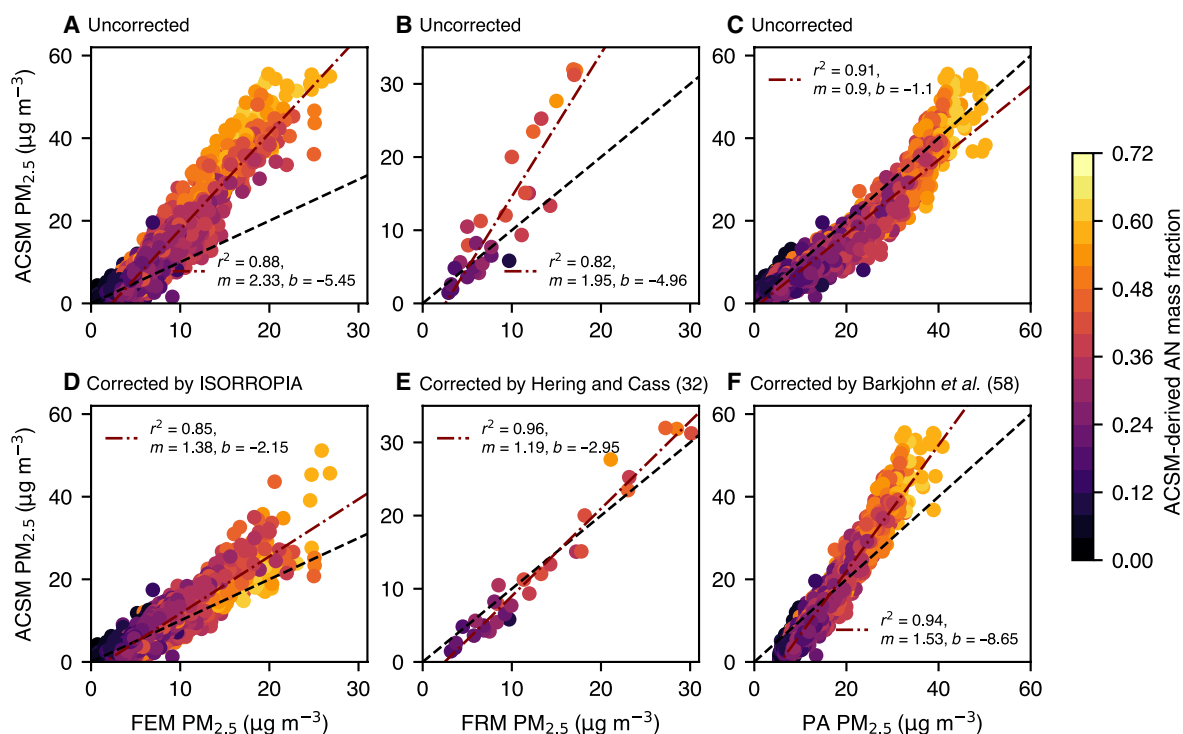 A Uncorrected
B Uncorrected
C Uncorrected
ACSM PM2.5 (µg m−3)
60
40
20
0
0
10
20
30
r2 = 0.88,
m = 2.33, b = −5.45
30
20
10
0
0
10
20
30
r2 = 0.82,
m = 1.95, b = −4.96
60
40
20
0
0
20
40
60
r2 = 0.91,
m = 0.9, b = −1.1
D Corrected by ISORROPIA
E Corrected by Hering and Cass (32)
F Corrected by Barkjohn et al. (58)
ACSM PM2.5 (µg m−3)
60
40
20
0
0
10
20
30
r2 = 0.85,
m = 1.38, b = −2.15
FEM PM2.5 (µg m−3)
30
20
10
0
0
10
20
30
r2 = 0.96,
m = 1.19, b = −2.95
FRM PM2.5 (µg m−3)
60
40
20
0
0
20
40
60
r2 = 0.94,
m = 1.53, b = −8.65
PA PM2.5 (µg m−3)
0.72
0.60
0.48
0.36
0.24
0.12
0.00
ACSM-derived AN mass fraction